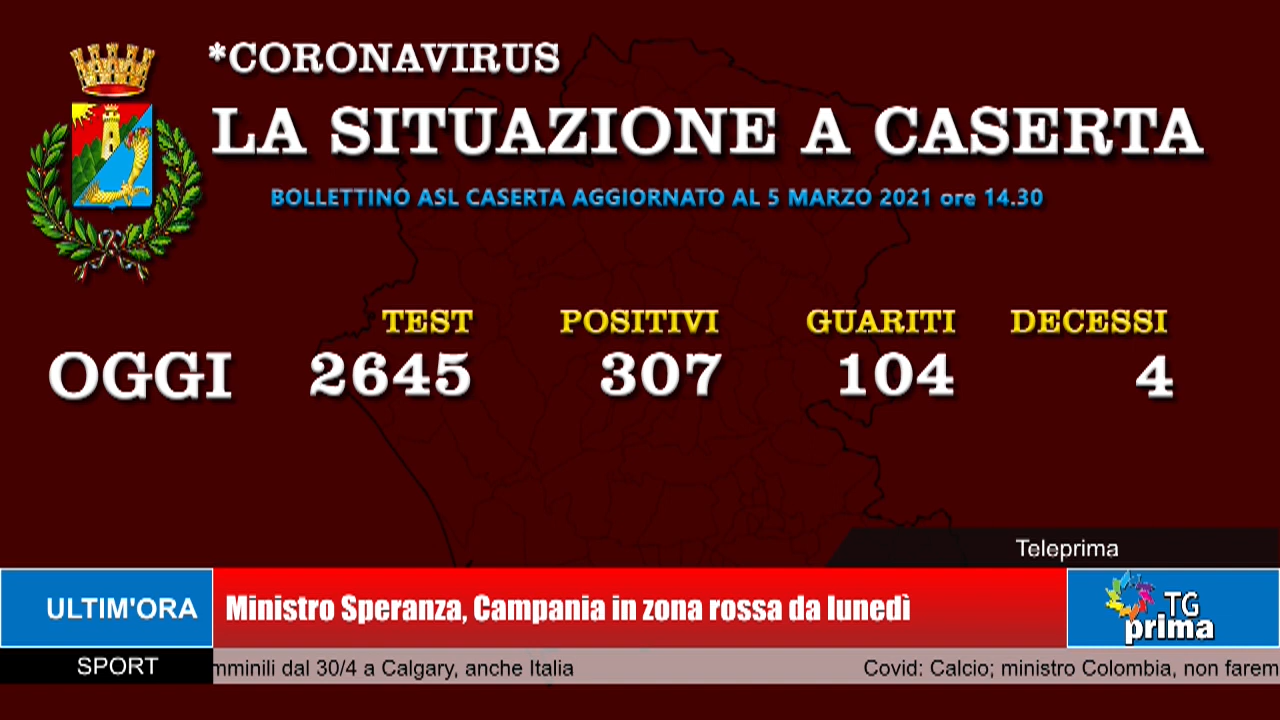 *CORONAVIRUS
LA SITUAZIONE A CASERTA
BOLLETTINO ASL CASERTA AGGIORNATO AL 5 MARZO 2021 ore 14.30
TEST POSITIVI GUARITI DECESSI
OGGI 2645 307 104 4
Teleprima
ULTIM'ORA Ministro Speranza, Campania in zona rossa da lunedì
TG
prima
SPORT mminili dal 30/4 a Calgary, anche Italia Covid: Calcio; ministro Colombia, non farem